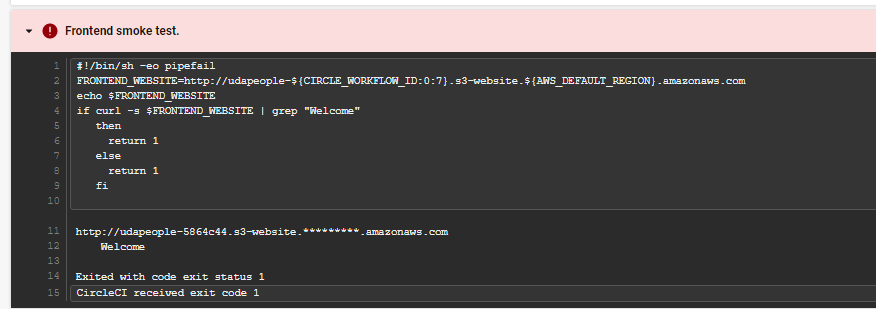 Frontend smoke test.
1 #!/bin/sh -eo pipefail
2 FRONTEND_WEBSITE=http://udapeople-${CIRCLE_WORKFLOW_ID:0:7}.s3-website.${AWS_DEFAULT_REGION}.amazonaws.com
3 echo $FRONTEND_WEBSITE
4 if curl -s $FRONTEND_WEBSITE | grep "Welcome"
5 then
6 return 1
7 else
8 return 1
9 fi
10
11 http://udapeople-5864c44.s3-website.*********.amazonaws.com
12 Welcome
13
14 Exited with code exit status 1
15 CircleCI received exit code 1